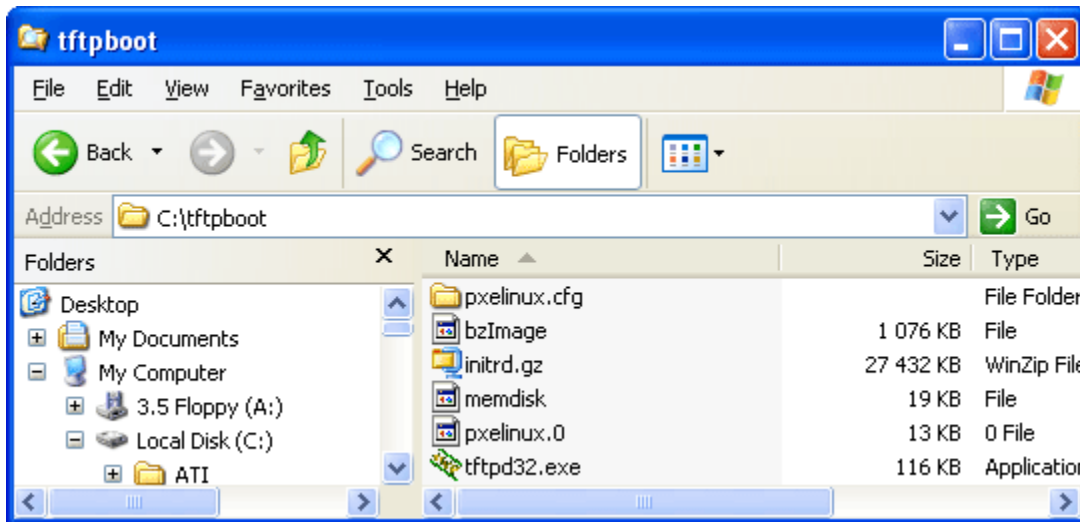 tftpboot
File Edit View Favorites Tools Help
Back Search Folders
Address C:\tftpboot Go
Folders
Desktop
My Documents
My Computer
3.5 Floppy (A:)
Local Disk (C:)
ATI
Name Size Type
pxelinux.cfg File Folder
bzImage 1 076 KB File
initrd.gz 27 432 KB WinZip File
memdisk 19 KB File
pxelinux.0 13 KB 0 File
tftpd32.exe 116 KB Application